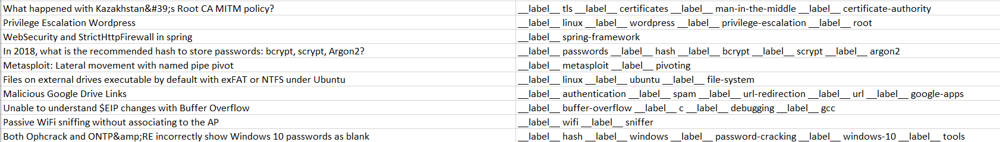 What happened with Kazakhstan&#39;s Root CA MITM policy? __label__ tls __label__ certificates __label__ man-in-the-middle __label__ certificate-authority
Privilege Escalation Wordpress __label__ linux __label__ wordpress __label__ privilege-escalation __label__ root
WebSecurity and StrictHttpFirewall in spring __label__ spring-framework
In 2018, what is the recommended hash to store passwords: bcrypt, scrypt, Argon2? __label__ passwords __label__ hash __label__ bcrypt __label__ scrypt __label__ argon2
Metasploit: Lateral movement with named pipe pivot __label__ metasploit __label__ pivoting
Files on external drives executable by default with exFAT or NTFS under Ubuntu __label__ linux __label__ ubuntu __label__ file-system
Malicious Google Drive Links __label__ authentication __label__ spam __label__ url-redirection __label__ url __label__ google-apps
Unable to understand $EIP changes with Buffer Overflow __label__ buffer-overflow __label__ c __label__ debugging __label__ gcc
Passive WiFi sniffing without associating to the AP __label__ wifi __label__ sniffer
Both Ophcrack and ONTP&amp;RE incorrectly show Windows 10 passwords as blank __label__ hash __label__ windows __label__ password-cracking __label__ windows-10 __label__ tools